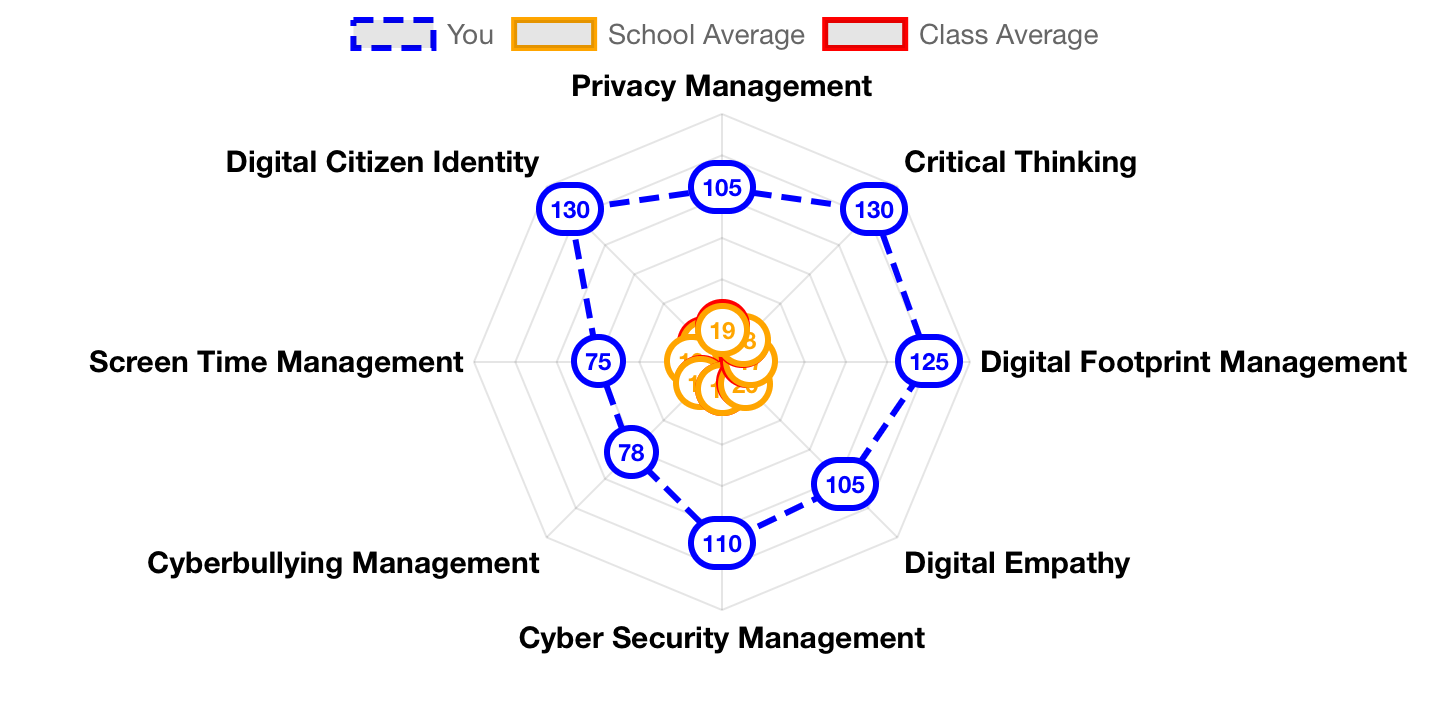 You School Average Class Average
Privacy Management
Digital Citizen Identity Critical Thinking
130 105 130
19
Screen Time Management 75 125 Digital Footprint Management
78 105
110
Cyberbullying Management Digital Empathy
Cyber Security Management